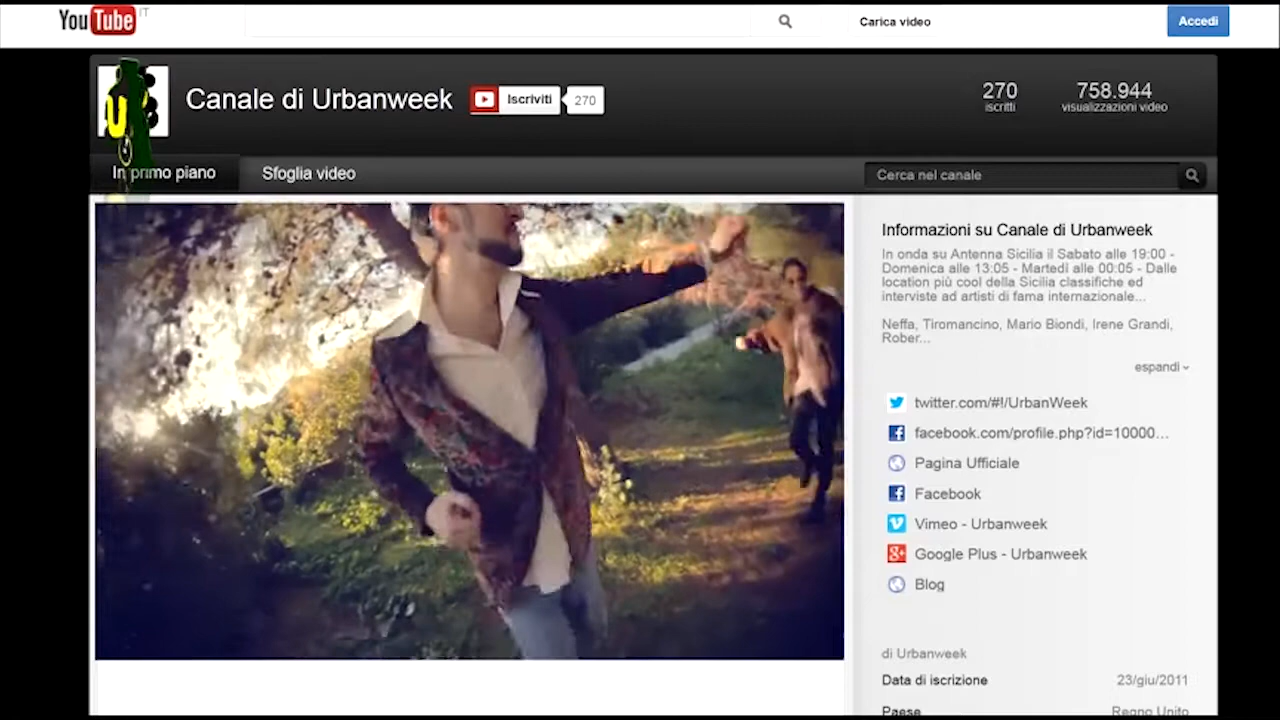 YouTube IT
Carica video
Accedi
U
Canale di Urbanweek
Iscriviti
270
270
iscritti
758.944
visualizzazioni video
In primo piano
Sfoglia video
Cerca nel canale
Informazioni su Canale di Urbanweek
In onda su Antenna Sicilia il Sabato alle 19:00 -
Domenica alle 13:05 - Martedì alle 00:05 - Dalle
location più cool della Sicilia classifiche ed
interviste ad artisti di fama internazionale...
Neffa, Tiromancino, Mario Biondi, Irene Grandi,
Rober...
espandi
twitter.com/#!/UrbanWeek
facebook.com/profile.php?id=10000...
Pagina Ufficiale
Facebook
Vimeo - Urbanweek
Google Plus - Urbanweek
Blog
di Urbanweek
Data di iscrizione
23/giu/2011
Paese
Regno Unito